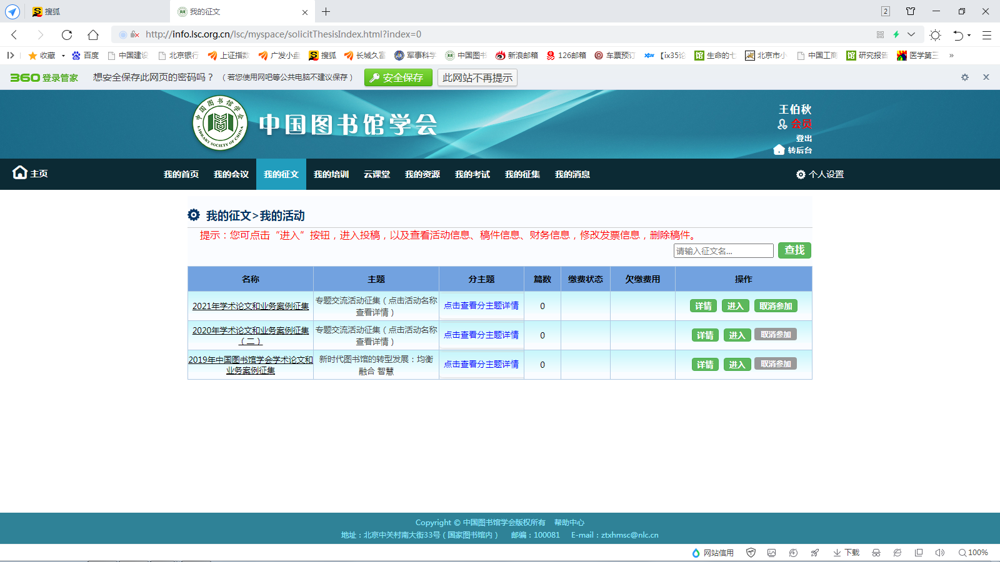 搜狐
我的征文
2
http://info.lsc.org.cn/lsc/myspace/solicitThesisIndex.html?index=0
收藏 百度 中国建设 北京银行 上证指数 广发小盘 搜狐 长城久富 军事科学 中国图书 新浪邮箱 126邮箱 车票预订 【ix35论 生命的七 北京市小 中国工商 研究报告 医学第三 »
360 登录管家 想安全保存此网页的密码吗？ （若您使用网吧等公共电脑不建议保存） 安全保存 此网站不再提示
中国图书馆学会
LIBRARY SOCIETY OF CHINA
中国图书馆学会
王伯秋
会员
登出
转后台
主页 我的首页 我的会议 我的征文 我的培训 云课堂 我的资源 我的考试 我的征集 我的消息 个人设置
我的征文>我的活动
提示：您可点击“进入”按钮，进入投稿，以及查看活动信息、稿件信息、财务信息，修改发票信息，删除稿件。
请输入征文名... 查找
名称 主题 分主题 篇数 缴费状态 欠缴费用 操作
2021年学术论文和业务案例征集 专题交流活动征集（点击活动名称查看详情） 点击查看分主题详情 0 详情 进入 取消参加
2020年学术论文和业务案例征集（二） 专题交流活动征集（点击活动名称查看详情） 点击查看分主题详情 0 详情 进入 取消参加
2019年中国图书馆学会学术论文和业务案例征集 新时代图书馆的转型发展：均衡 融合 智慧 点击查看分主题详情 0 详情 进入 取消参加
Copyright © 中国图书馆学会版权所有 帮助中心
地址：北京中关村南大街33号（国家图书馆内） 邮编：100081 E-mail：ztxhmsc@nlc.cn
网站信用 下载 100%